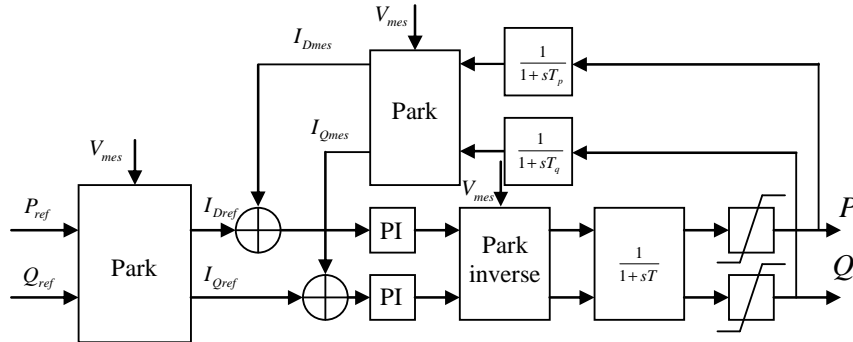 V_mes
I_Dmes
1/(1+sT_p)
Park
I_Qmes
1/(1+sT_q)
V_mes
V_mes
P_ref
I_Dref
PI
Park inverse
1/(1+sT)
P
Park
Q_ref
I_Qref
PI
Q